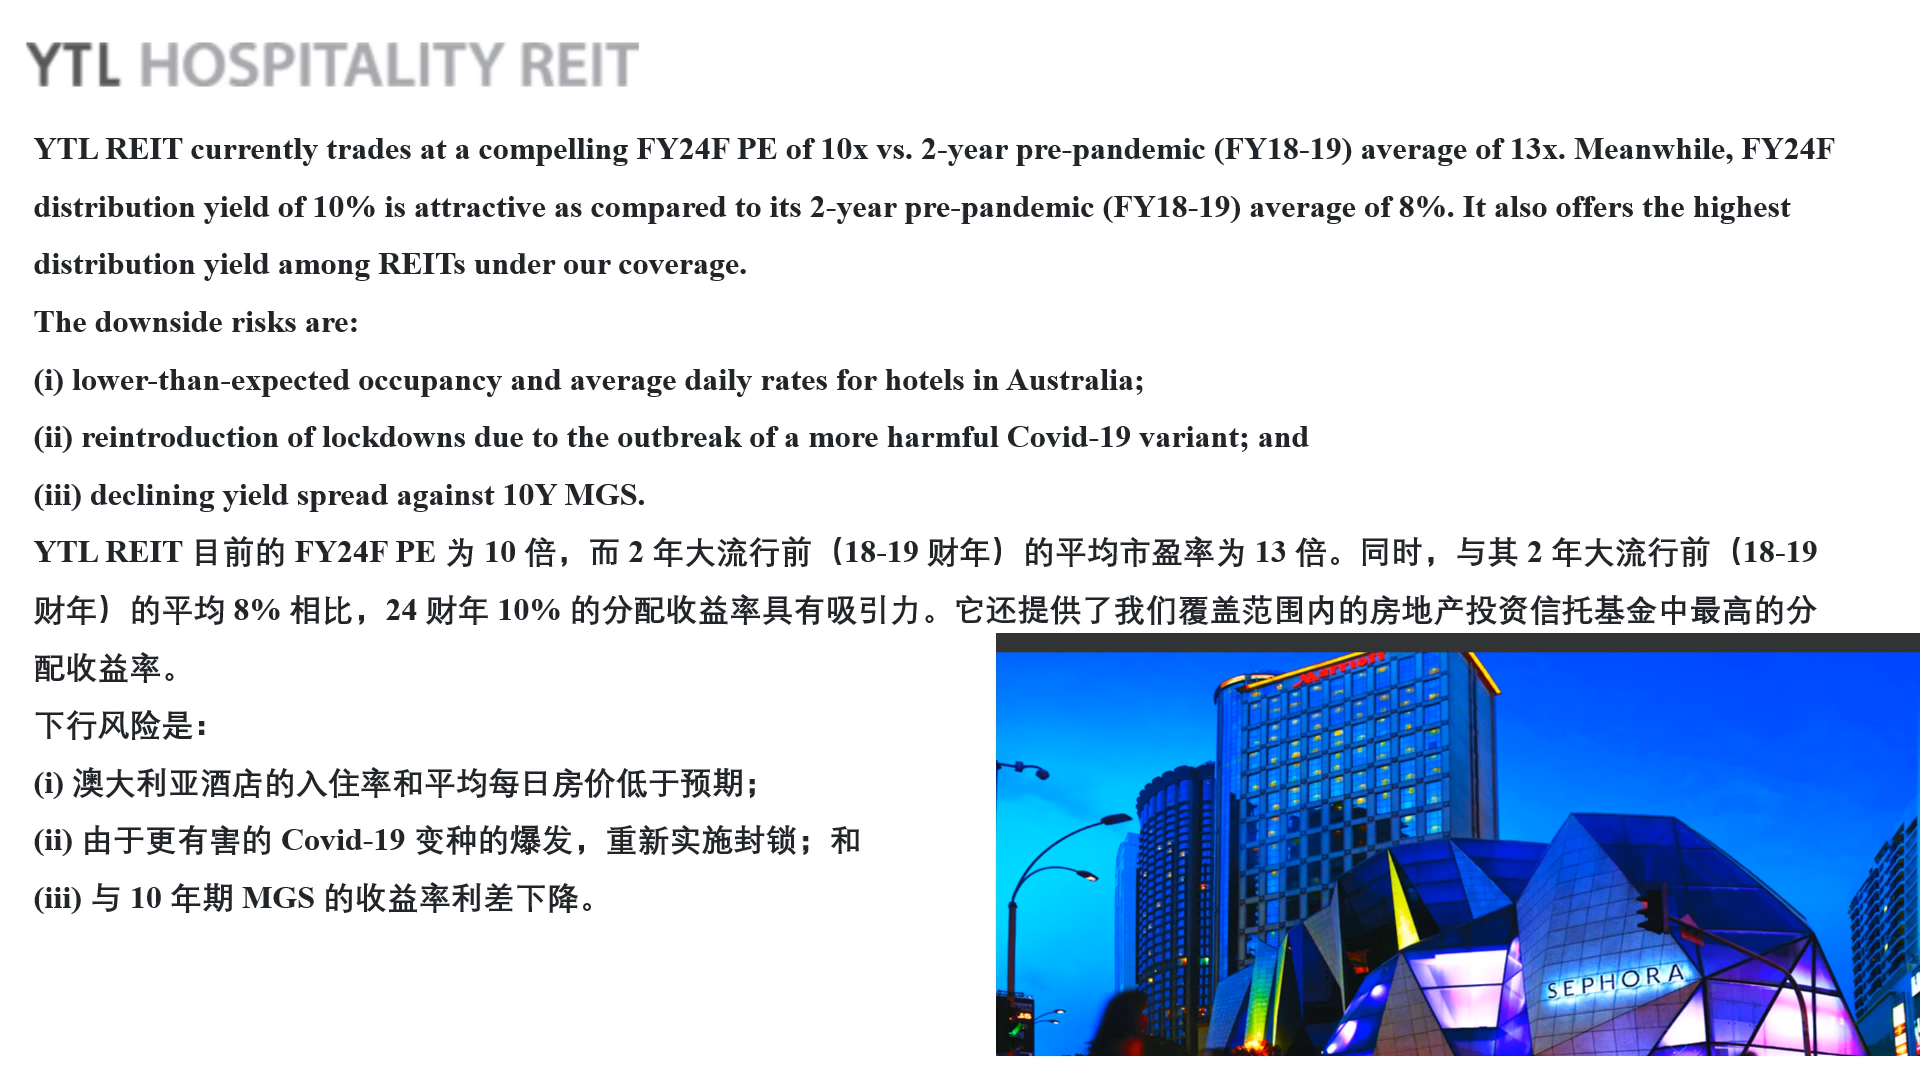 YTL HOSPITALITY REIT
YTL REIT currently trades at a compelling FY24F PE of 10x vs. 2-year pre-pandemic (FY18-19) average of 13x. Meanwhile, FY24F
distribution yield of 10% is attractive as compared to its 2-year pre-pandemic (FY18-19) average of 8%. It also offers the highest
distribution yield among REITs under our coverage.
The downside risks are:
(i) lower-than-expected occupancy and average daily rates for hotels in Australia;
(ii) reintroduction of lockdowns due to the outbreak of a more harmful Covid-19 variant; and
(iii) declining yield spread against 10Y MGS.
YTL REIT 目前的 FY24F PE 为 10 倍，而 2 年大流行前（18-19 财年）的平均市盈率为 13 倍。同时，与其 2 年大流行前（18-19
财年）的平均 8% 相比，24 财年 10% 的分配收益率具有吸引力。它还提供了我们覆盖范围内的房地产投资信托基金中最高的分
配收益率。
下行风险是：
(i) 澳大利亚酒店的入住率和平均每日房价低于预期；
(ii) 由于更有害的 Covid-19 变种的爆发，重新实施封锁；和
(iii) 与 10 年期 MGS 的收益率利差下降。
Marriott
SEPHORA